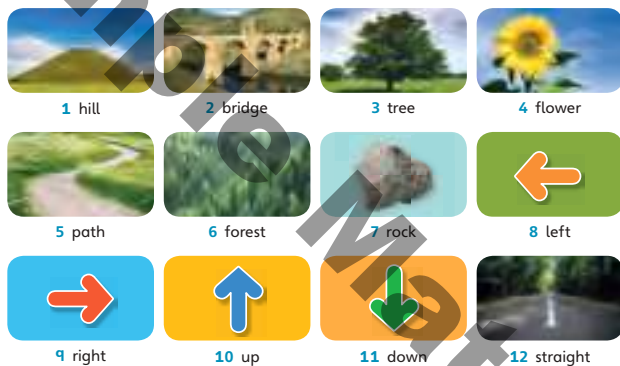 1 hill
2 bridge
3 tree
4 flower
5 path
6 forest
7 rock
8 left
9 right
10 up
11 down
12 straight